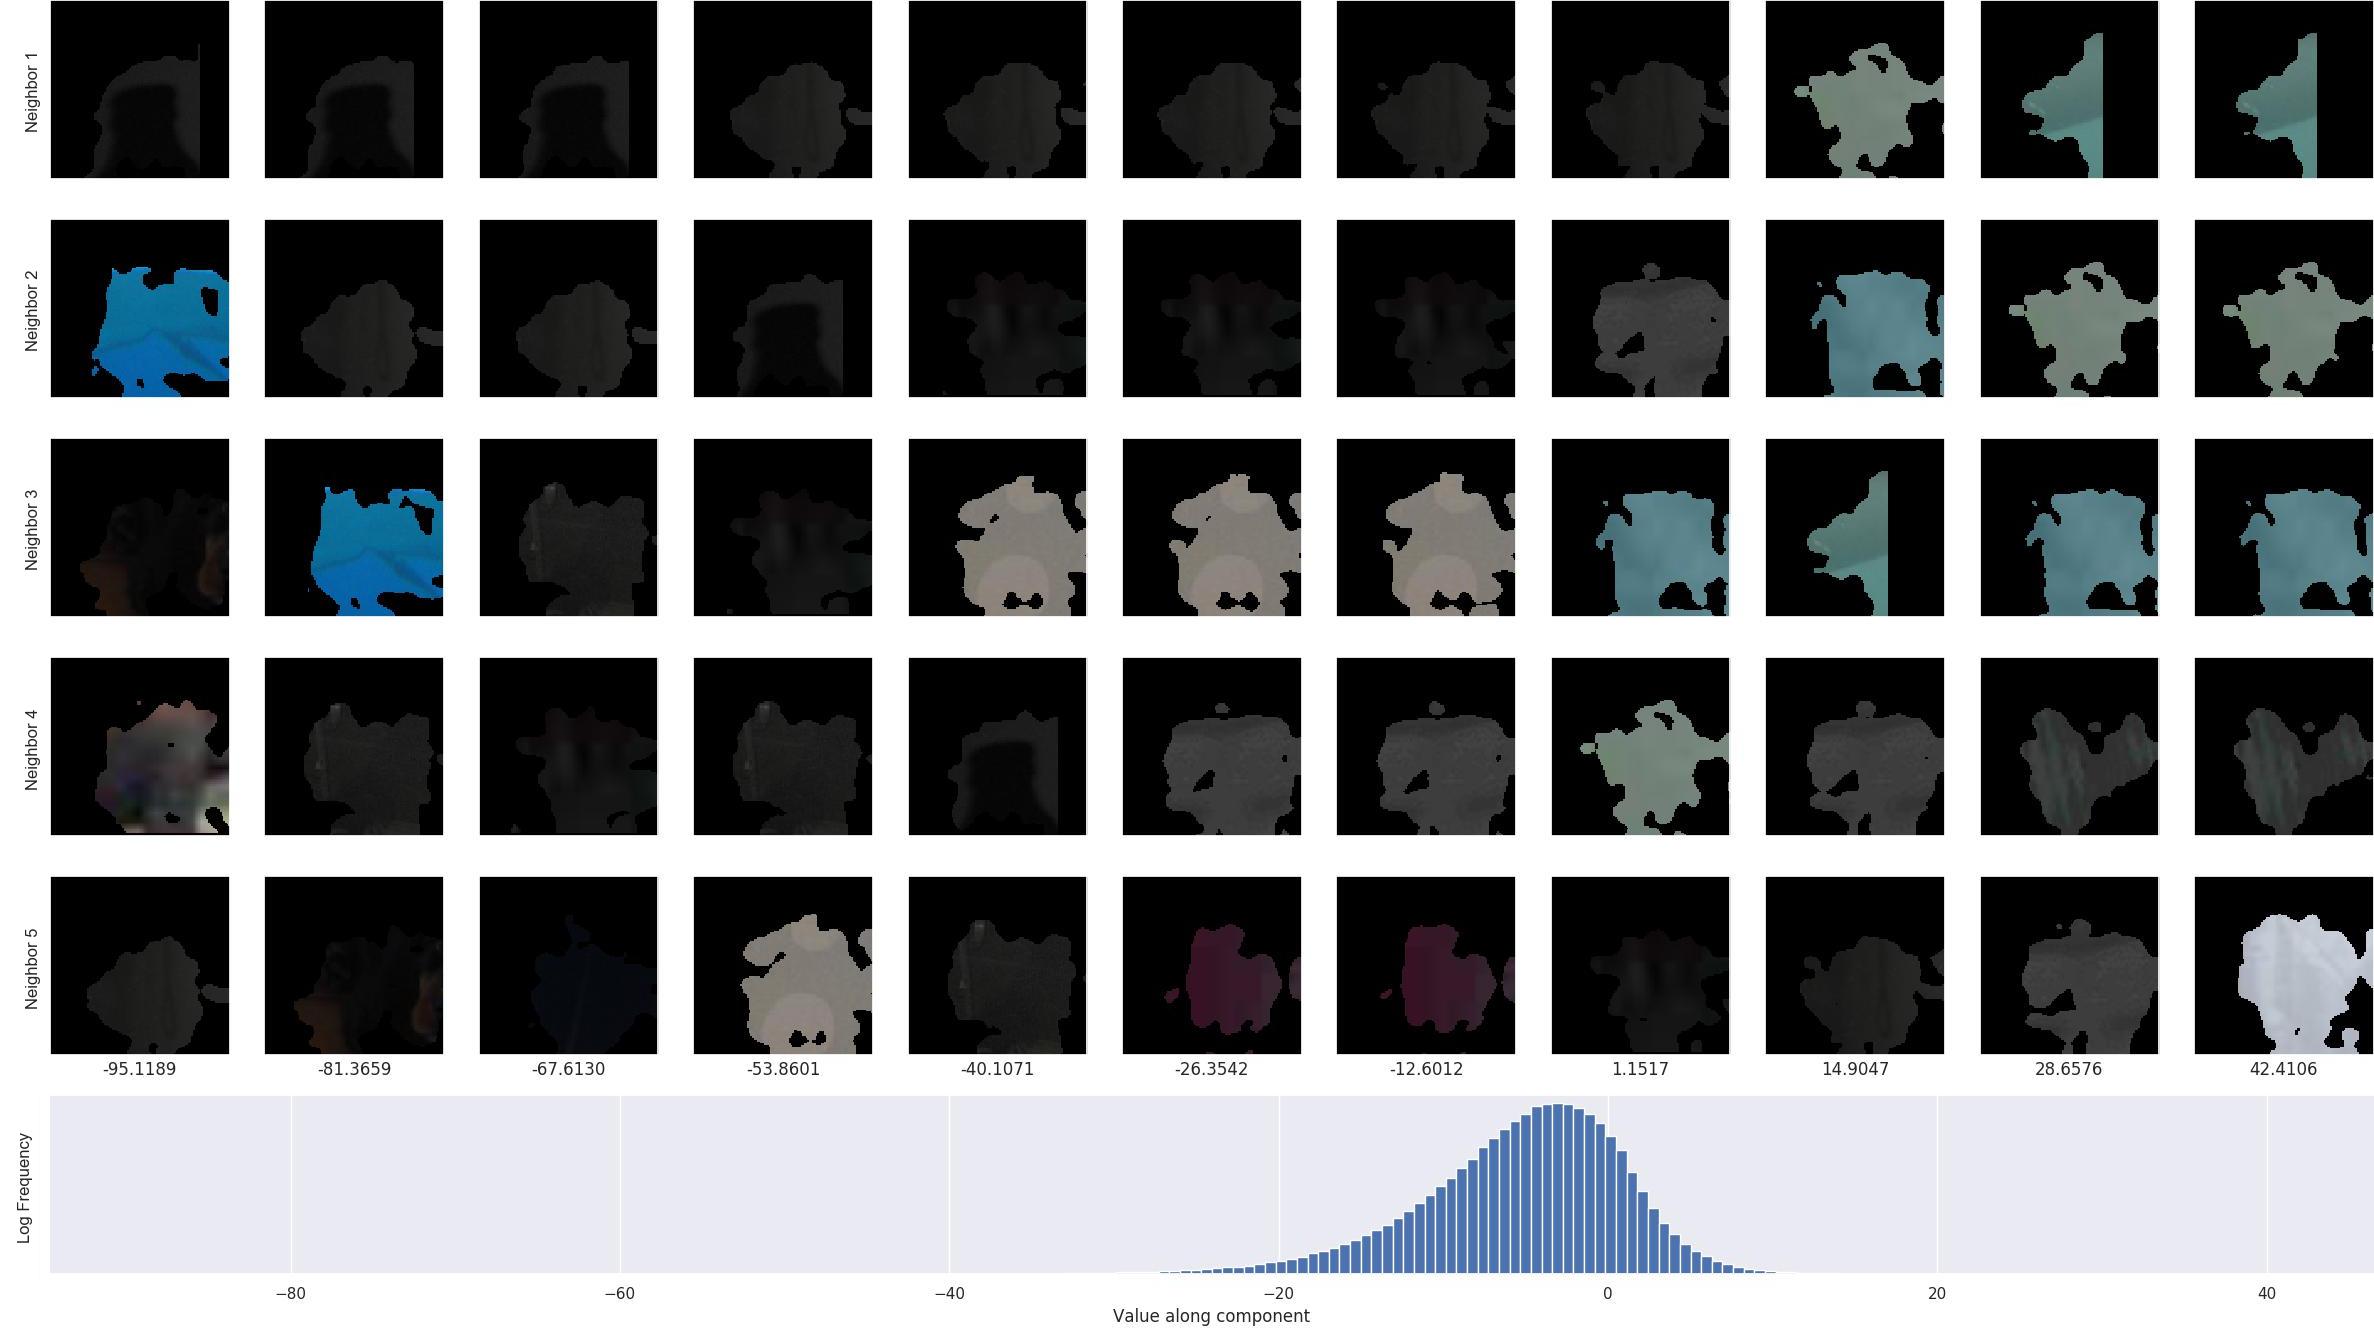 Neighbor 1
Neighbor 2
Neighbor 3
Neighbor 4
Neighbor 5
-95.1189 -81.3659 -67.6130 -53.8601 -40.1071 -26.3542 -12.6012 1.1517 14.9047 28.6576 42.4106
Log Frequency
−80 −60 −40 −20 0 20 40
Value along component